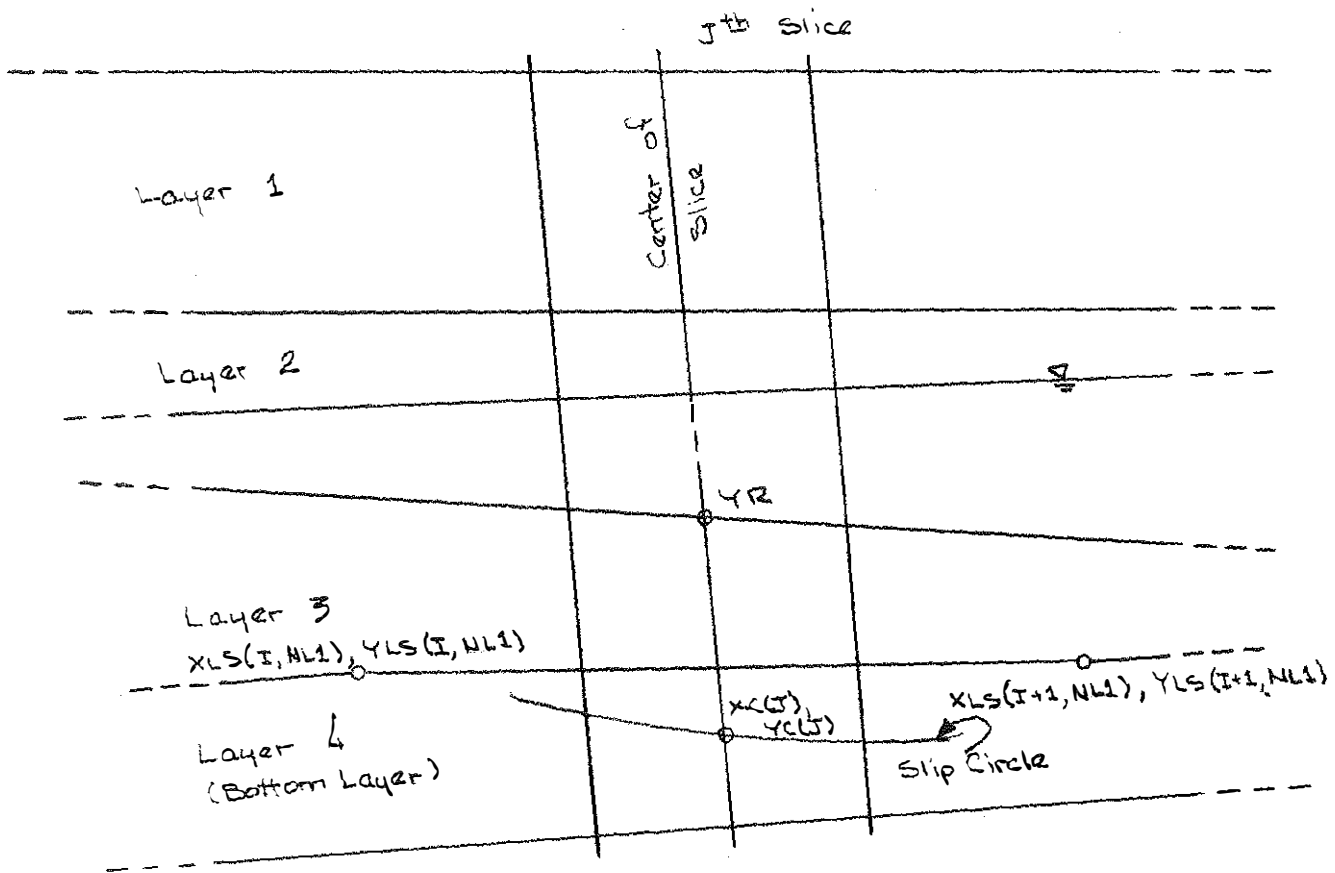 Jth Slice
Center of
Slice
Layer 1
Layer 2
YR
Layer 3
XLS(I,NL1), YLS(I,NL1)
XC(J),
YC(J)
XLS(I+1,NL1), YLS(I+1,NL1)
Layer 4
(Bottom Layer)
Slip Circle